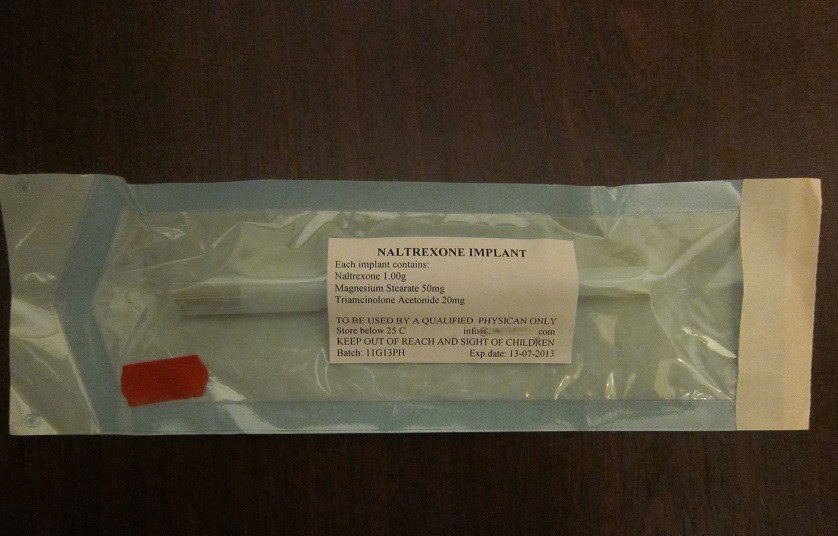 NALTREXONE IMPLANT
Each implant contains:
Naltrexone 1.00g
Magnesium Stearate 50mg
Triamcinolone Acetonide 20mg
TO BE USED BY A QUALIFIED PHYSICAN ONLY
Store below 25 C info@ com
KEEP OUT OF REACH AND SIGHT OF CHILDREN
Batch: 11G13PH Exp.date: 13-07-2013